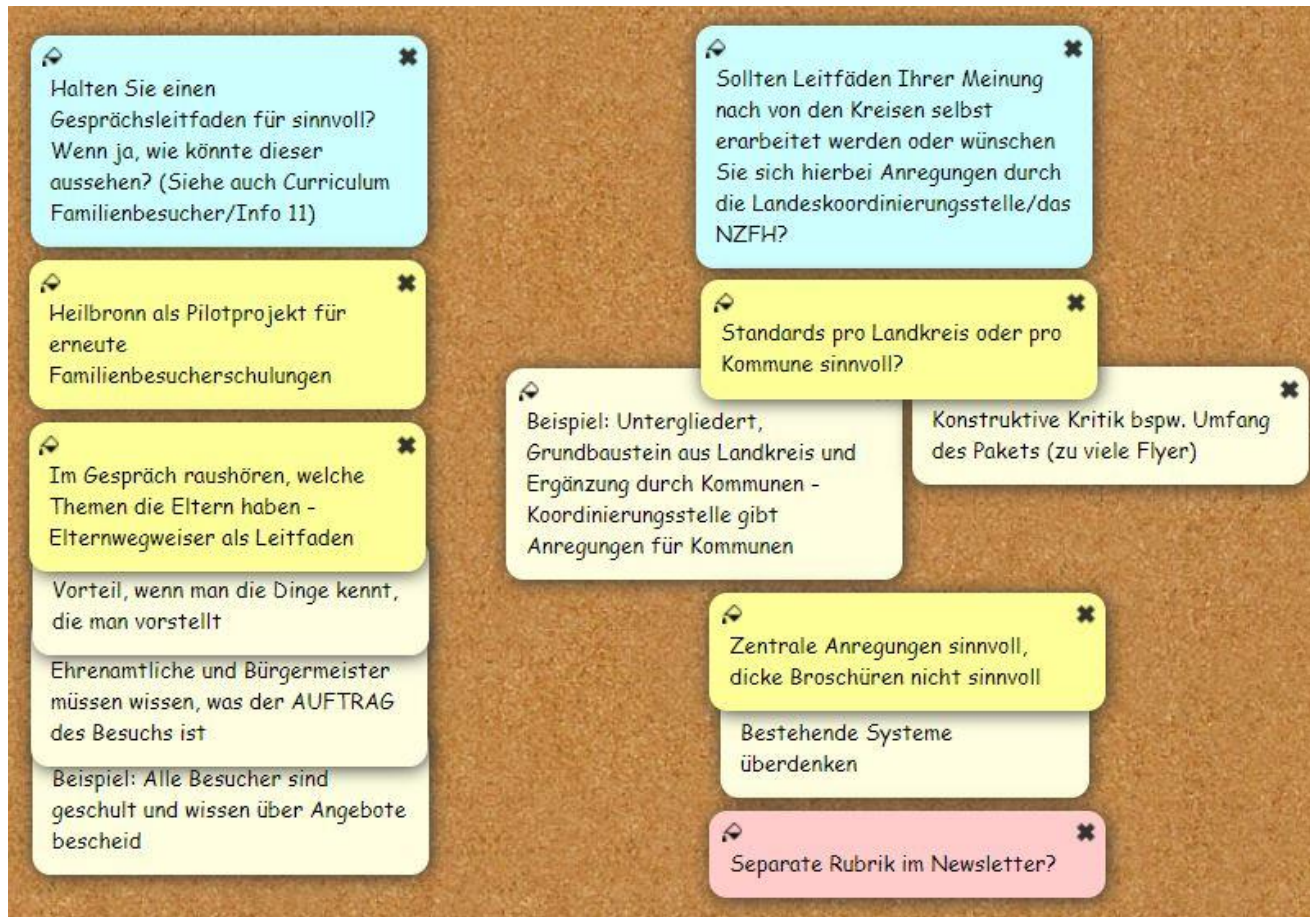 Halten Sie einen
Gesprächsleitfaden für sinnvoll?
Wenn ja, wie könnte dieser
aussehen? (Siehe auch Curriculum
Familienbesucher/Info 11)
Heilbronn als Pilotprojekt für
erneute
Familienbesucherschulungen
Im Gespräch raushören, welche
Themen die Eltern haben -
Elternwegweiser als Leitfaden
Vorteil, wenn man die Dinge kennt,
die man vorstellt
Ehrenamtliche und Bürgermeister
müssen wissen, was der AUFTRAG
des Besuchs ist
Beispiel: Alle Besucher sind
geschult und wissen über Angebote
bescheid
Sollten Leitfäden Ihrer Meinung
nach von den Kreisen selbst
erarbeitet werden oder wünschen
Sie sich hierbei Anregungen durch
die Landeskoordinierungsstelle/das
NZFH?
Standards pro Landkreis oder pro
Kommune sinnvoll?
Beispiel: Untergliedert,
Grundbaustein aus Landkreis und
Ergänzung durch Kommunen -
Koordinierungsstelle gibt
Anregungen für Kommunen
Konstruktive Kritik bspw. Umfang
des Pakets (zu viele Flyer)
Zentrale Anregungen sinnvoll,
dicke Broschüren nicht sinnvoll
Bestehende Systeme
überdenken
Separate Rubrik im Newsletter?